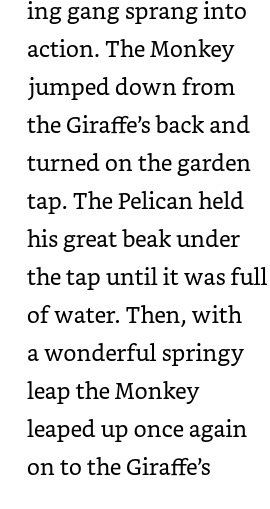 ing gang sprang into
action. The Monkey
jumped down from
the Giraffe’s back and
turned on the garden
tap. The Pelican held
his great beak under
the tap until it was full
of water. Then, with
a wonderful springy
leap the Monkey
leaped up once again
on to the Giraffe’s